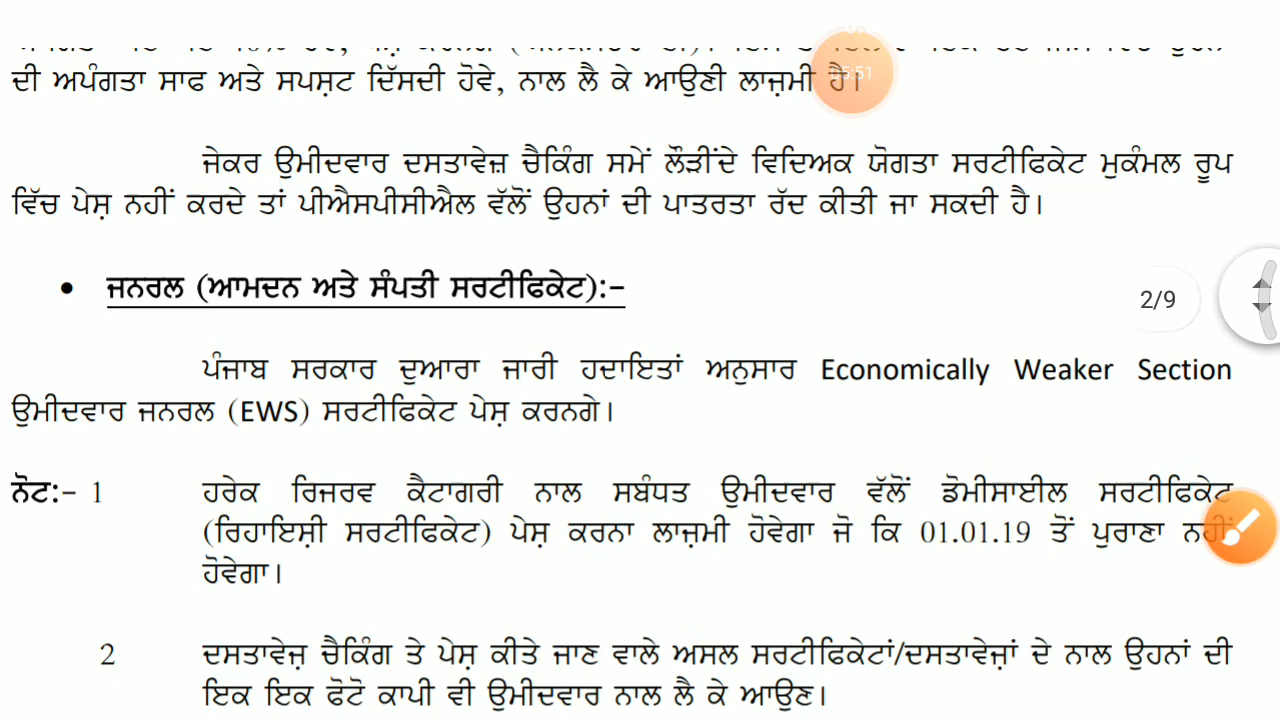 ਦੀ ਅਪੰਗਤਾ ਸਾਫ ਅਤੇ ਸਪਸ਼ਟ ਦਿੱਸਦੀ ਹੋਵੇ, ਨਾਲ ਲੈ ਕੇ ਆਉਣੀ ਲਾਜ਼ਮੀ ਹੈ।
ਜੇਕਰ ਉਮੀਦਵਾਰ ਦਸਤਾਵੇਜ਼ ਚੈਕਿੰਗ ਸਮੇਂ ਲੌੜੀਂਦੇ ਵਿਦਿਅਕ ਯੋਗਤਾ ਸਰਟੀਫਿਕੇਟ ਮੁਕੰਮਲ ਰੂਪ
ਵਿੱਚ ਪੇਸ਼ ਨਹੀਂ ਕਰਦੇ ਤਾਂ ਪੀਐਸਪੀਸੀਐਲ ਵੱਲੋਂ ਉਹਨਾਂ ਦੀ ਪਾਤਰਤਾ ਰੱਦ ਕੀਤੀ ਜਾ ਸਕਦੀ ਹੈ।
• ਜਨਰਲ (ਆਮਦਨ ਅਤੇ ਸੰਪਤੀ ਸਰਟੀਫਿਕੇਟ):-
2/9
ਪੰਜਾਬ ਸਰਕਾਰ ਦੁਆਰਾ ਜਾਰੀ ਹਦਾਇਤਾਂ ਅਨੁਸਾਰ Economically Weaker Section
ਉਮੀਦਵਾਰ ਜਨਰਲ (EWS) ਸਰਟੀਫਿਕੇਟ ਪੇਸ਼ ਕਰਨਗੇ।
ਨੋਟ:- 1 ਹਰੇਕ ਰਿਜਰਵ ਕੈਟਾਗਰੀ ਨਾਲ ਸਬੰਧਤ ਉਮੀਦਵਾਰ ਵੱਲੋਂ ਡੋਮੀਸਾਈਲ ਸਰਟੀਫਿਕੇਟ
(ਰਿਹਾਇਸ਼ੀ ਸਰਟੀਫਿਕੇਟ) ਪੇਸ਼ ਕਰਨਾ ਲਾਜ਼ਮੀ ਹੋਵੇਗਾ ਜੋ ਕਿ 01.01.19 ਤੋਂ ਪੁਰਾਣਾ ਨਹੀਂ
ਹੋਵੇਗਾ।
2 ਦਸਤਾਵੇਜ਼ ਚੈਕਿੰਗ ਤੇ ਪੇਸ਼ ਕੀਤੇ ਜਾਣ ਵਾਲੇ ਅਸਲ ਸਰਟੀਫਿਕੇਟਾਂ/ਦਸਤਾਵੇਜ਼ਾਂ ਦੇ ਨਾਲ ਉਹਨਾਂ ਦੀ
ਇਕ ਇਕ ਫੋਟੋ ਕਾਪੀ ਵੀ ਉਮੀਦਵਾਰ ਨਾਲ ਲੈ ਕੇ ਆਉਣ।